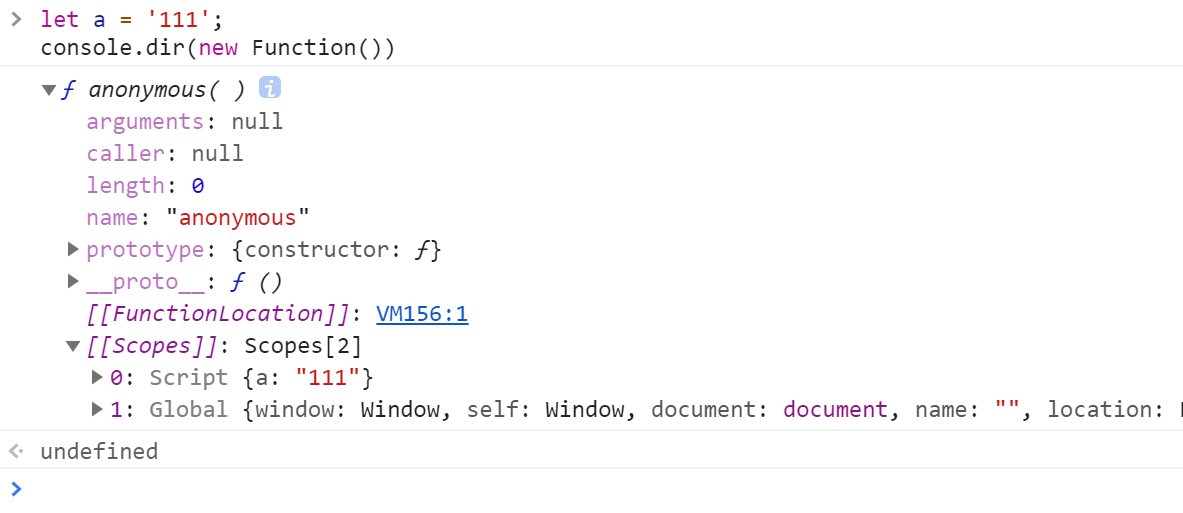 let a = '111';
console.dir(new Function())
ƒ anonymous( ) i
arguments: null
caller: null
length: 0
name: "anonymous"
prototype: {constructor: ƒ}
__proto__: ƒ ()
[[FunctionLocation]]: VM156:1
[[Scopes]]: Scopes[2]
0: Script {a: "111"}
1: Global {window: Window, self: Window, document: document, name: "", location:
undefined